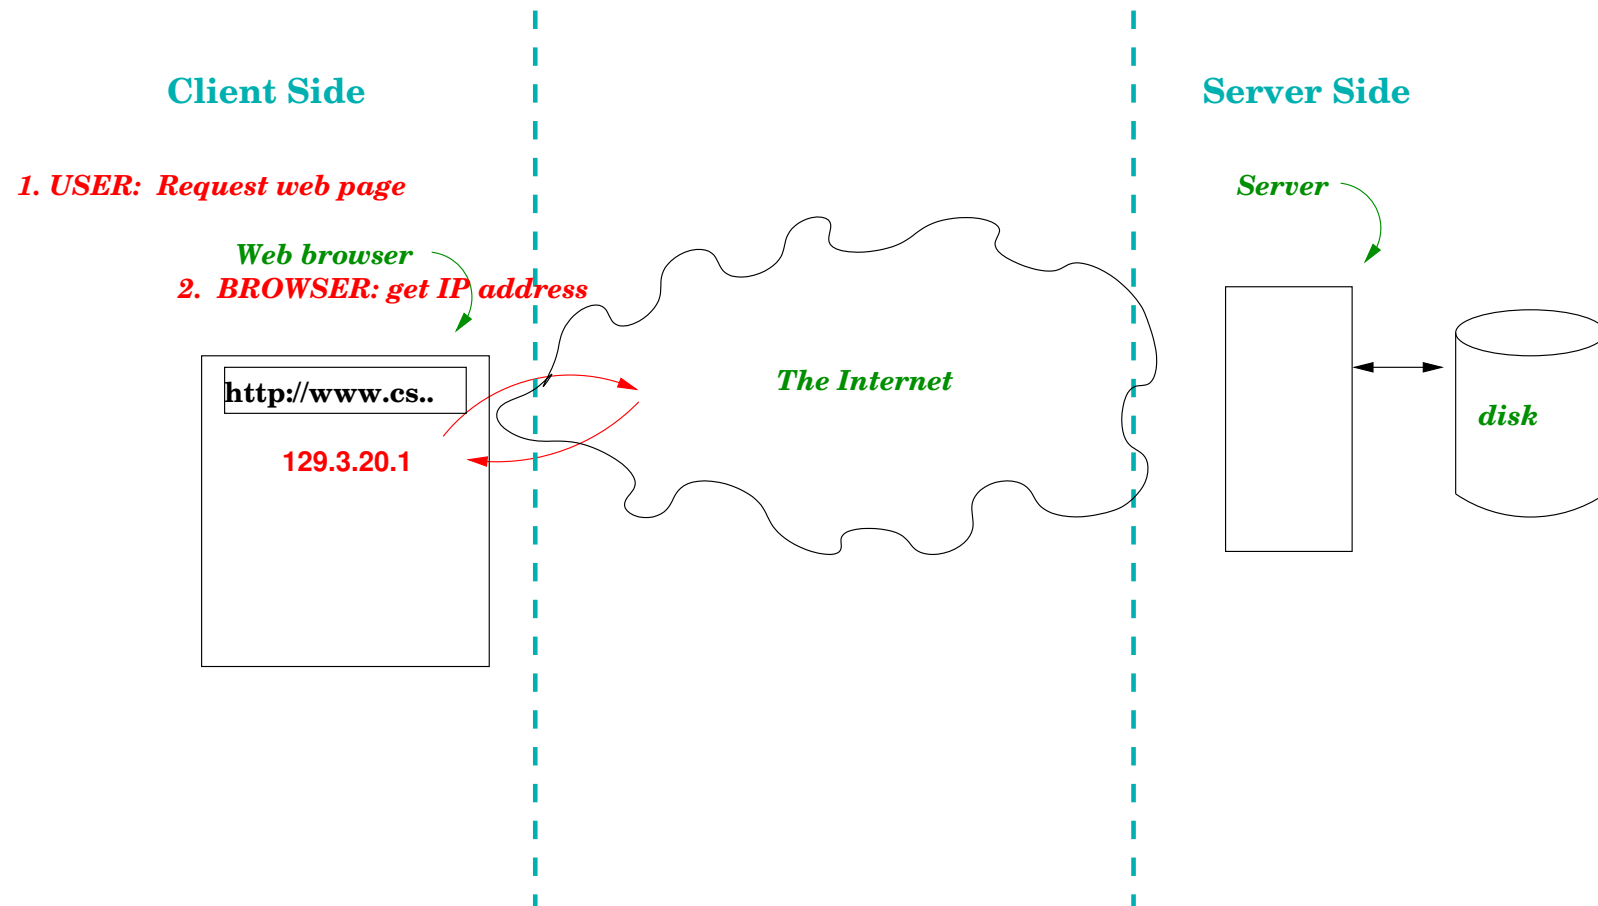 Client Side
Server Side
1. USER: Request web page
Server
Web browser
2. BROWSER: get IP address
The Internet
http://www.cs..
disk
129.3.20.1